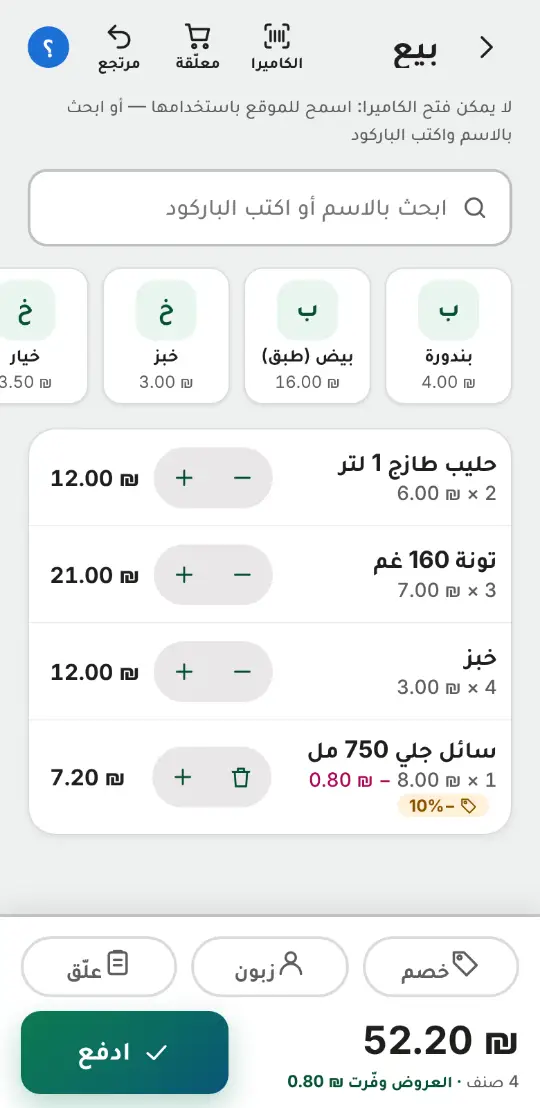 بيع
الكاميرا
معلّقة
مرتجع
؟
لا يمكن فتح الكاميرا: اسمح للموقع باستخدامها — أو ابحث
بالاسم واكتب الباركود
ابحث بالاسم أو اكتب الباركود
ب
بندورة
4.00 ₪
ب
بيض (طبق)
16.00 ₪
خ
خبز
3.00 ₪
خ
خيار
3.50 ₪
حليب طازج 1 لتر
2 × 6.00 ₪
12.00 ₪
تونة 160 غم
3 × 7.00 ₪
21.00 ₪
خبز
4 × 3.00 ₪
12.00 ₪
سائل جلي 750 مل
1 × 8.00 ₪ − 0.80 ₪
−10%
7.20 ₪
خصم
زبون
علّق
52.20 ₪
4 صنف · العروض وفّرت 0.80 ₪
ادفع